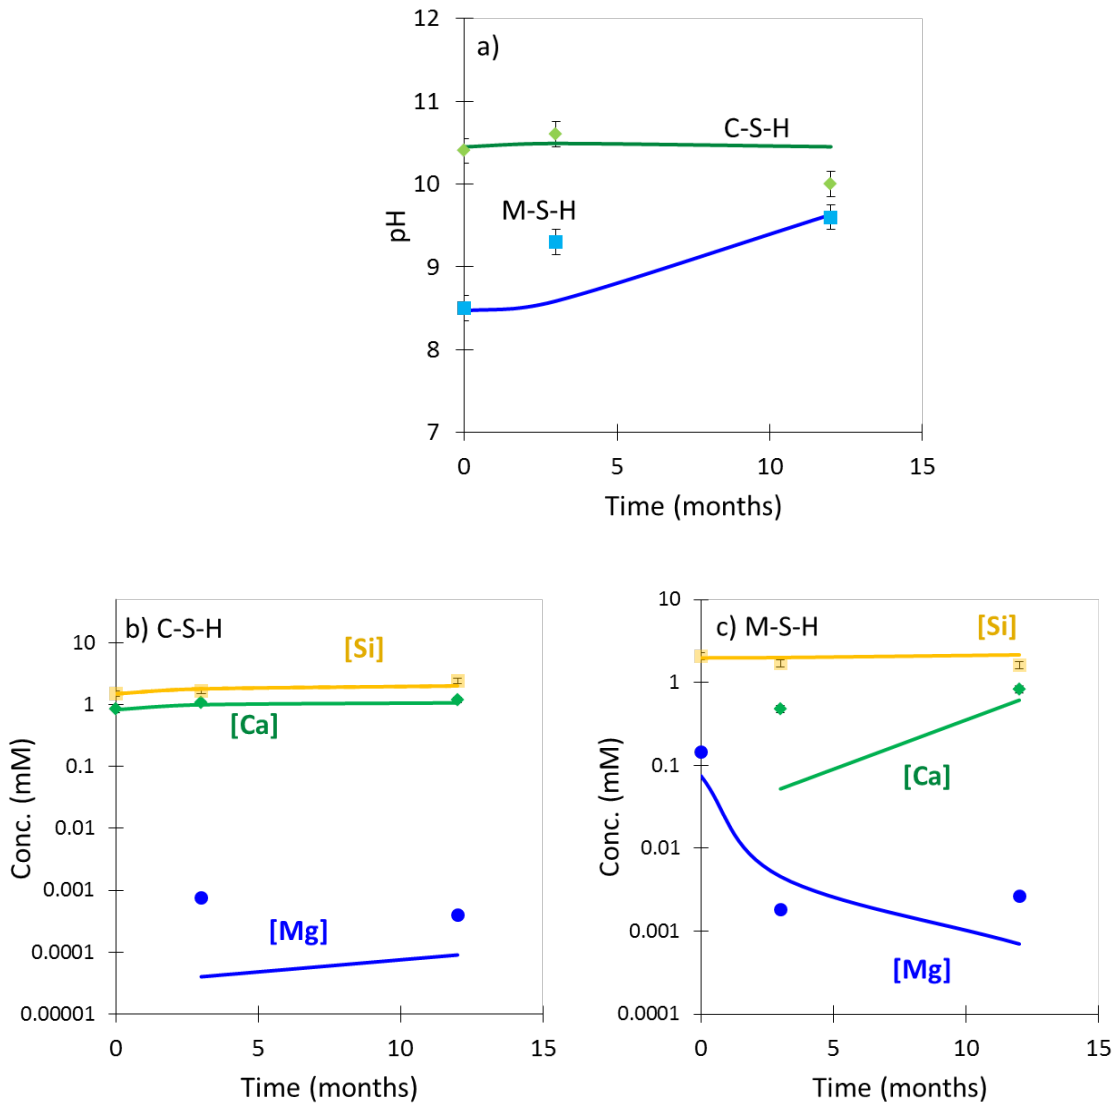 12
a)
11
C-S-H
10
M-S-H
pH
9
8
7
0 5 10 15
Time (months)
b) C-S-H
10
[Si]
1
[Ca]
0.1
Conc. (mM)
0.01
0.001
[Mg]
0.0001
0.00001
0 5 10 15
Time (months)
10
c) M-S-H
[Si]
1
[Ca]
0.1
Conc. (mM)
0.01
0.001
[Mg]
0.0001
0 5 10 15
Time (months)